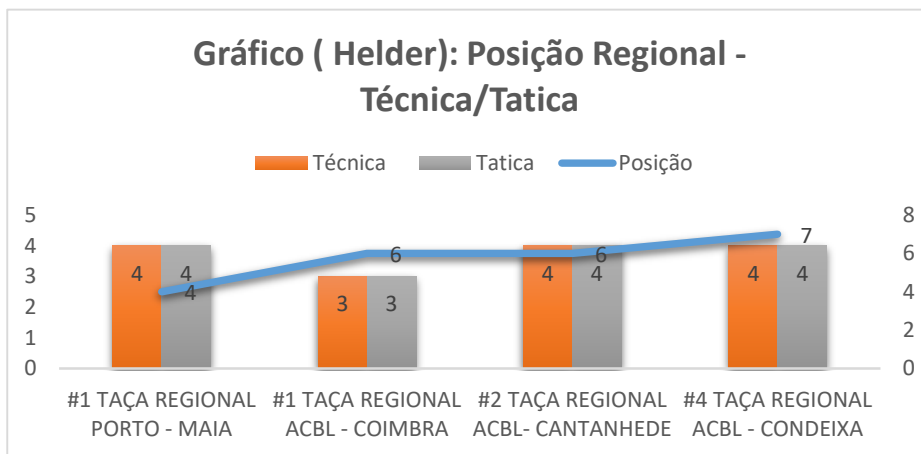 Gráfico ( Helder): Posição Regional -
Técnica/Tatica
Técnica Tatica Posição
5 8
4 6
3 4
2 2
1 0
0
4 4 4
3 3 6
4 4 6
4 4 7
#1 TAÇA REGIONAL
PORTO - MAIA
#1 TAÇA REGIONAL
ACBL - COIMBRA
#2 TAÇA REGIONAL
ACBL- CANTANHEDE
#4 TAÇA REGIONAL
ACBL - CONDEIXA